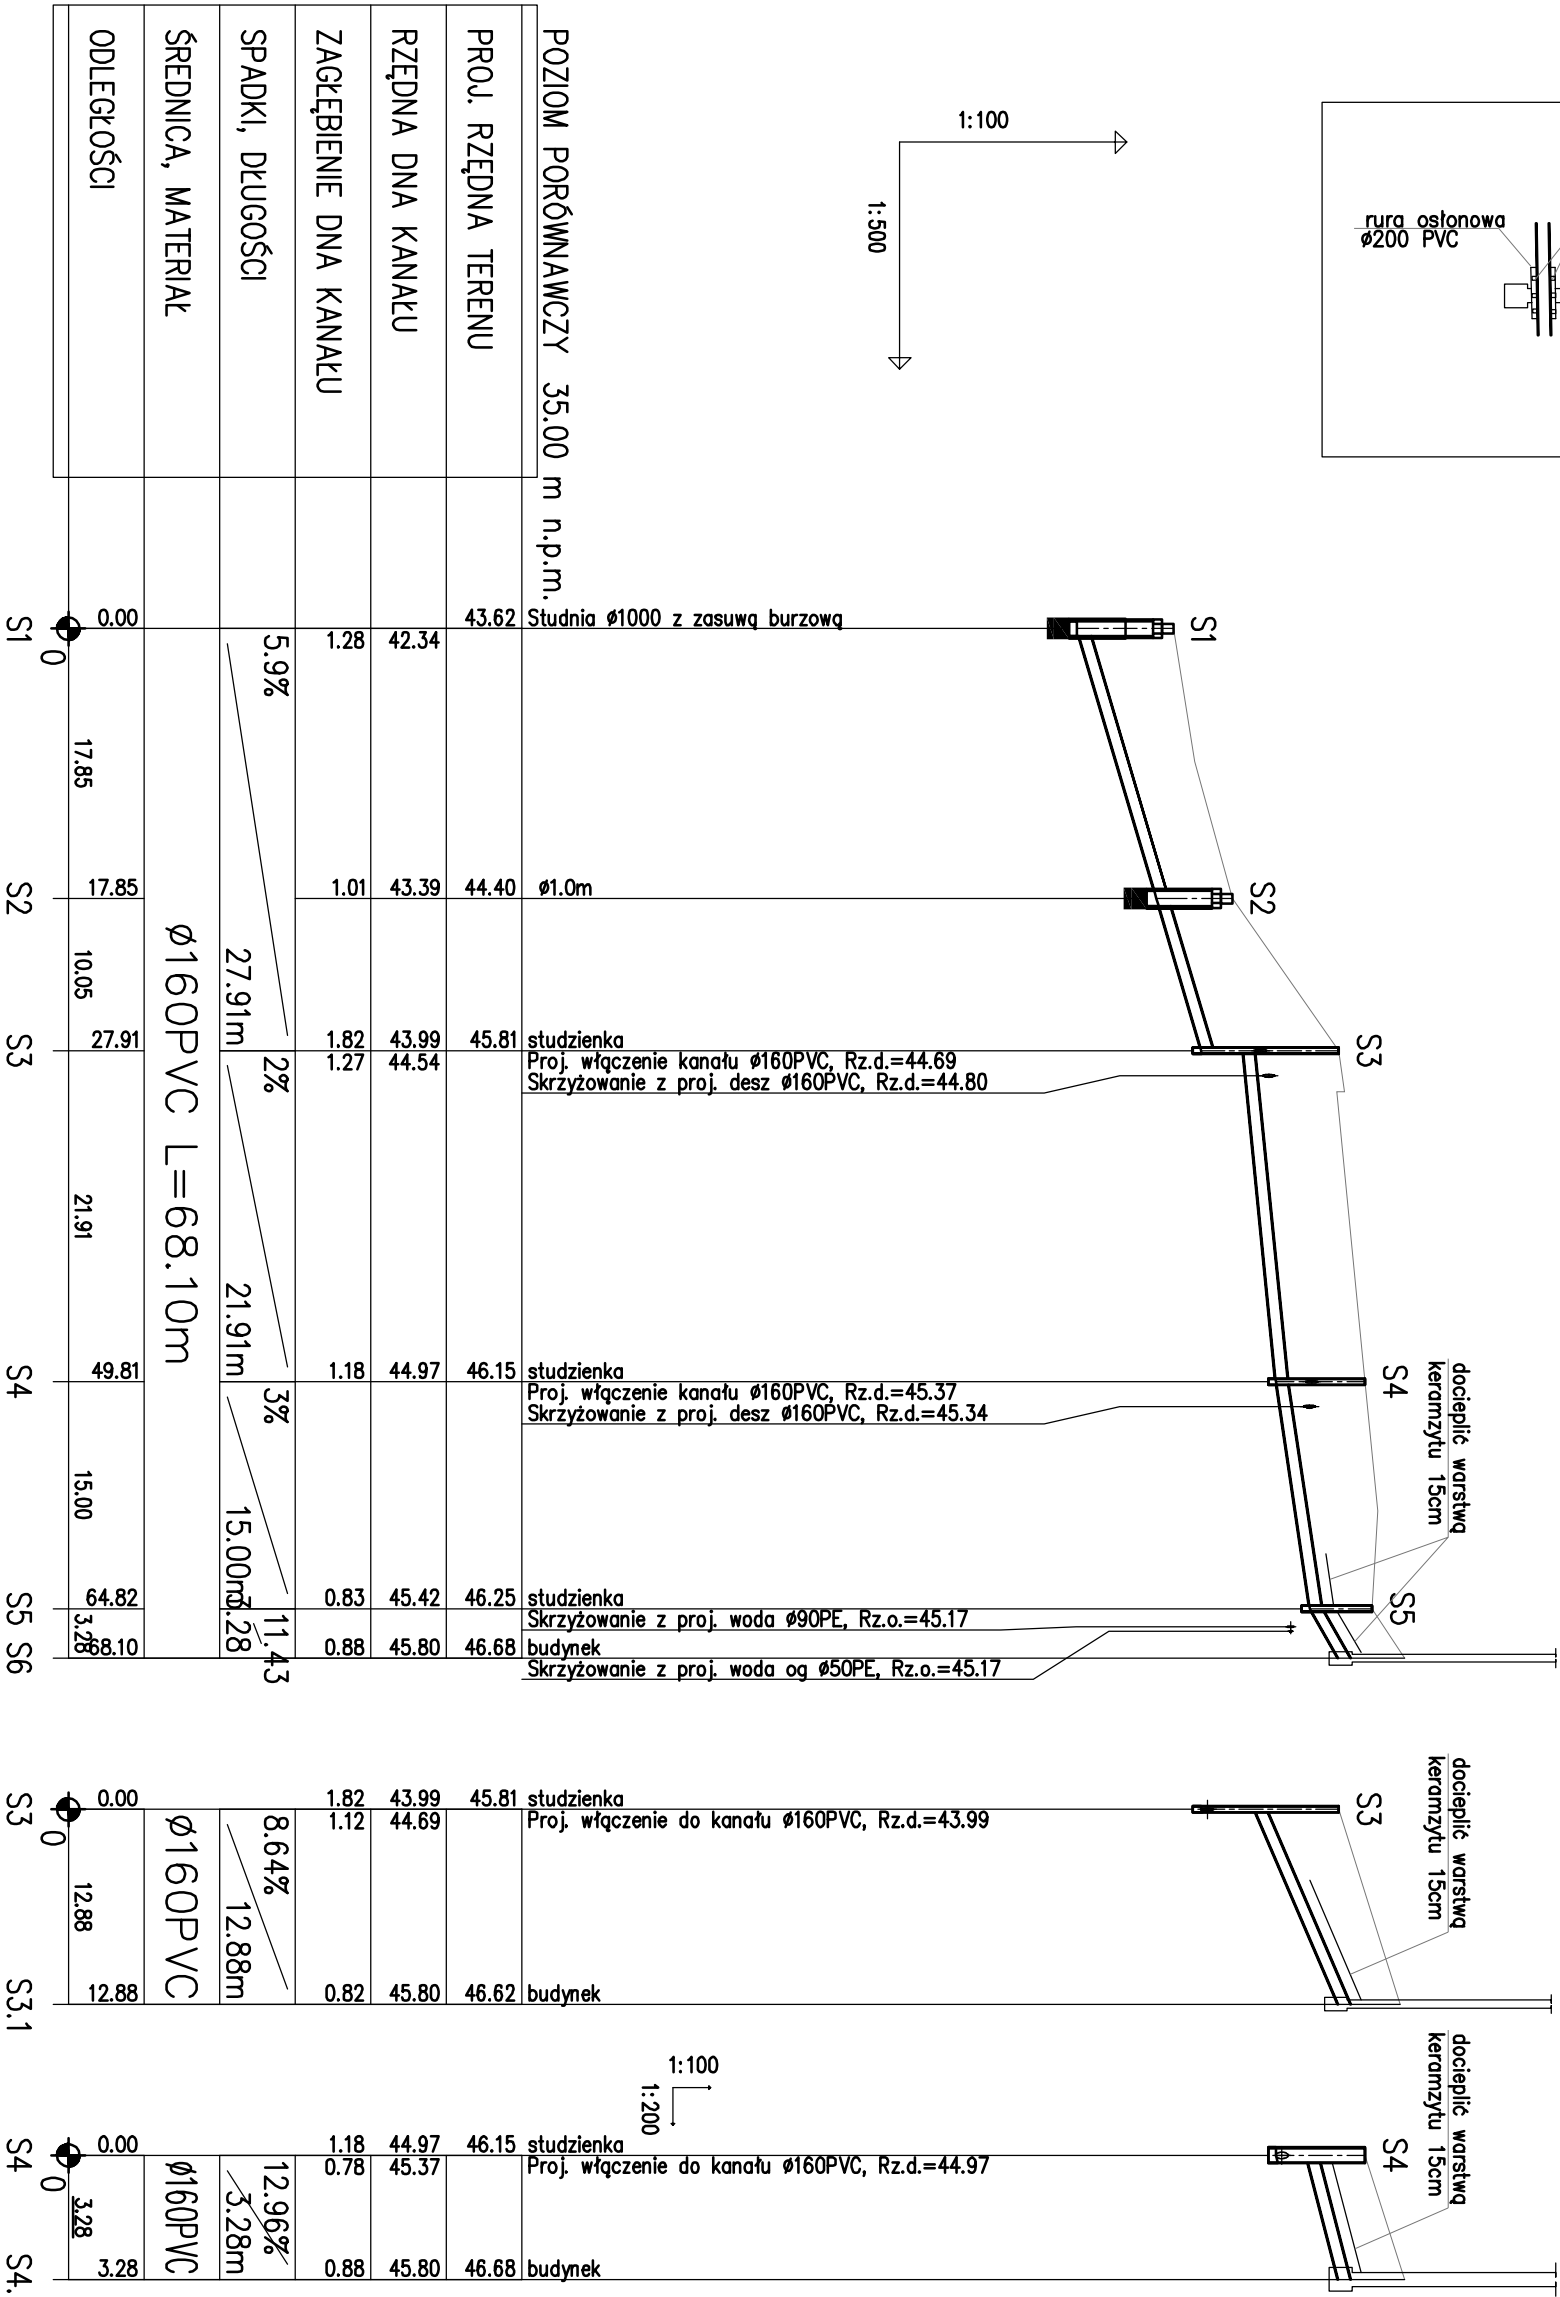 rura osłonowa
ø200 PVC
1:100
1:500
POZIOM PORÓWNAWCZY 35.00 m n.p.m.
PROJ. RZĘDNA TERENU
RZĘDNA DNA KANAŁU
ZAGŁĘBIENIE DNA KANAŁU
SPADKI, DŁUGOŚCI
ŚREDNICA, MATERIAŁ
ODLEGŁOŚCI
0.00
1.28
42.34
43.62
Studnia ø1000 z zasuwą burzową
S1
S1
0
5.9%
27.91m
17.85
17.85
1.01
43.39
44.40
ø1.0m
S2
S2
10.05
27.91
1.82
43.99
45.81
studzienka
1.27
44.54
Proj. włączenie kanału ø160PVC, Rz.d.=44.69
Skrzyżowanie z proj. desz ø160PVC, Rz.d.=44.80
S3
S3
2%
21.91m
21.91
Ø160PVC L=68.10m
49.81
1.18
44.97
46.15
studzienka
Proj. włączenie kanału ø160PVC, Rz.d.=45.37
Skrzyżowanie z proj. desz ø160PVC, Rz.d.=45.34
S4
S4
docieplić warstwą
keramzytu 15cm
3%
15.00m
15.00
64.82
0.83
45.42
46.25
studzienka
Skrzyżowanie z proj. woda ø90PE, Rz.o.=45.17
S5
S5
11.43
3.28
3.28
68.10
0.88
45.80
46.68
budynek
Skrzyżowanie z proj. woda og ø50PE, Rz.o.=45.17
S6
docieplić warstwą
keramzytu 15cm
0.00
1.82
43.99
45.81
studzienka
1.12
44.69
Proj. włączenie do kanału ø160PVC, Rz.d.=43.99
S3
S3
0
8.64%
12.88m
Ø160PVC
12.88
12.88
0.82
45.80
46.62
budynek
S3.1
1:100
1:200
docieplić warstwą
keramzytu 15cm
0.00
1.18
44.97
46.15
studzienka
0.78
45.37
Proj. włączenie do kanału ø160PVC, Rz.d.=44.97
S4
S4
0
12.96%
3.28m
Ø160PVC
3.28
3.28
0.88
45.80
46.68
budynek
S4.